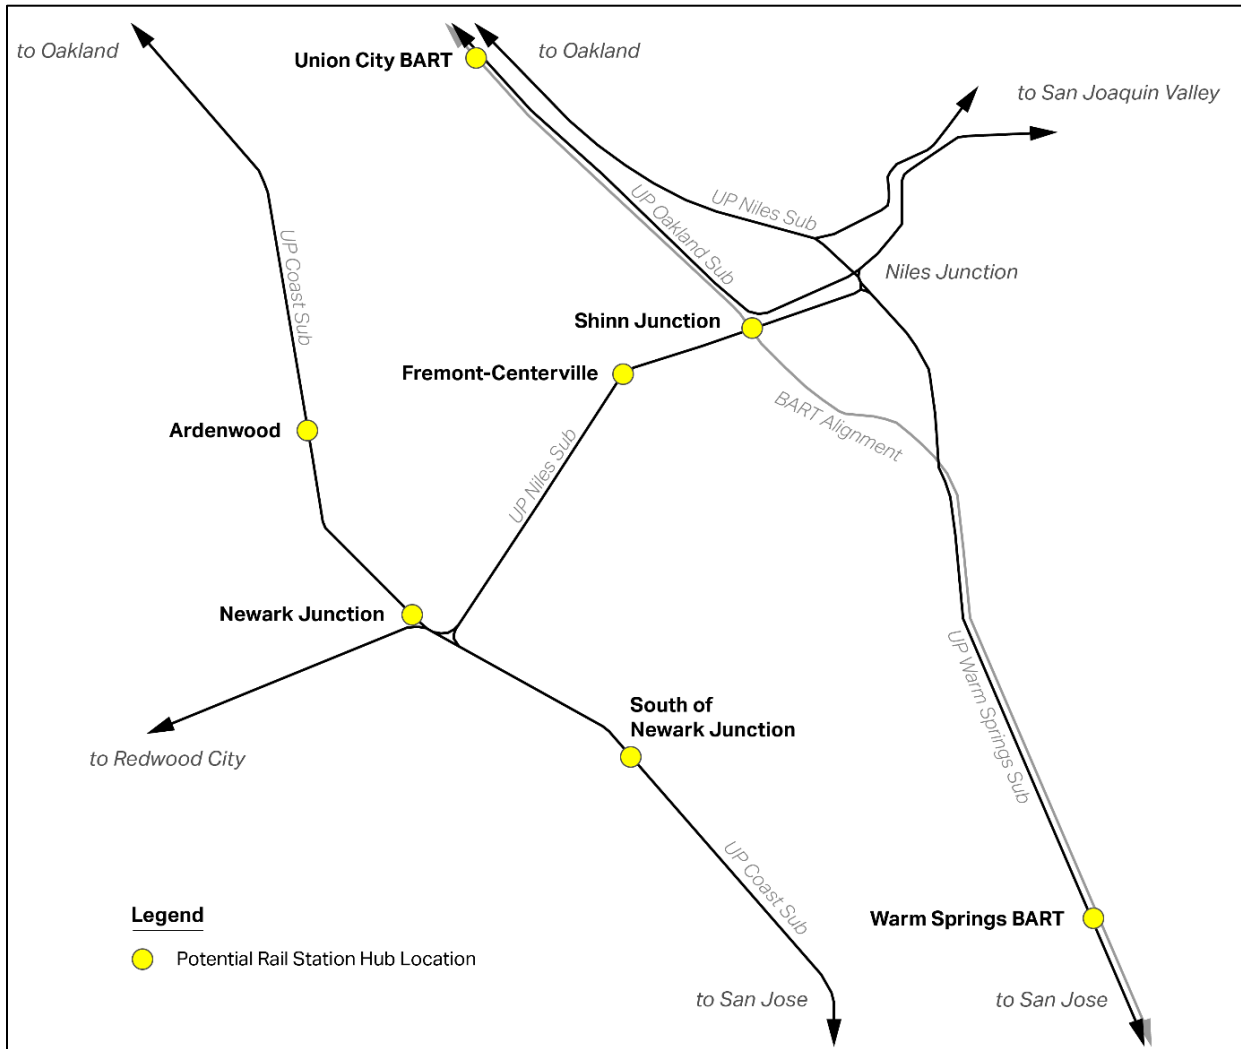 to Oakland
Union City BART
to Oakland
to San Joaquin Valley
UP Niles Sub
UP Oakland Sub
UP Coast Sub
Niles Junction
Shinn Junction
Fremont-Centerville
BART Alignment
Ardenwood
UP Niles Sub
Newark Junction
UP Warm Springs Sub
South of
Newark Junction
to Redwood City
UP Coast Sub
Legend
Warm Springs BART
Potential Rail Station Hub Location
to San Jose
to San Jose